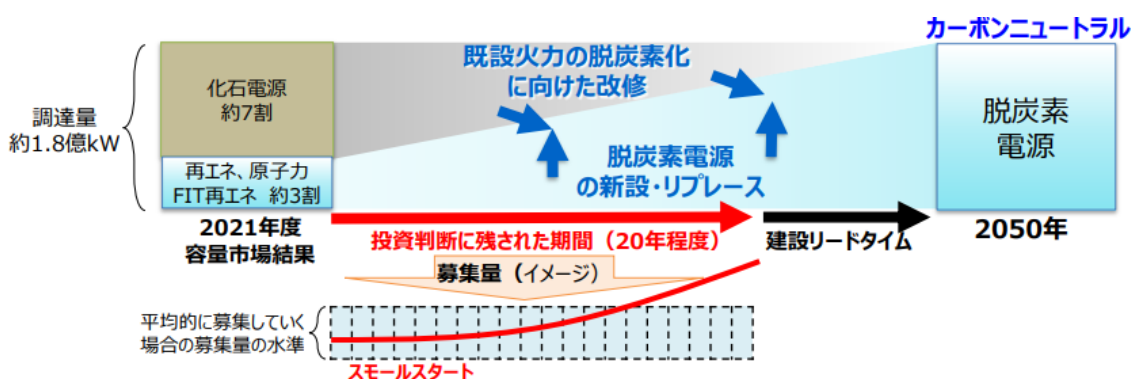 カーボンニュートラル
既設火力の脱炭素化
に向けた改修
化石電源
約7割
調達量
約1.8億kW
脱炭素
電源
再エネ、原子力
FIT再エネ 約3割
脱炭素電源
の新設・リプレース
2021年度
容量市場結果
投資判断に残された期間（20年程度）
建設リードタイム
2050年
募集量（イメージ）
平均的に募集していく
場合の募集量の水準
スモールスタート